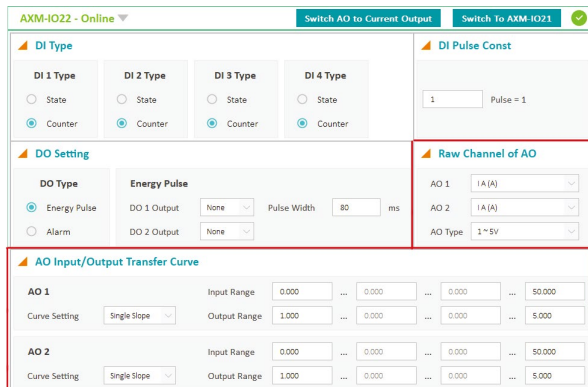 AXM-IO22 - Online
Switch AO to Current Output
Switch To AXM-IO21
DI Type
DI 1 Type
DI 2 Type
DI 3 Type
DI 4 Type
State
State
State
State
Counter
Counter
Counter
Counter
DI Pulse Const
1
Pulse = 1
DO Setting
DO Type
Energy Pulse
Energy Pulse
DO 1 Output
None
Pulse Width
80
ms
Alarm
DO 2 Output
None
Raw Channel of AO
AO 1
I A (A)
AO 2
I A (A)
AO Type
1 ~ 5V
AO Input/Output Transfer Curve
AO 1
Input Range
0.000
...
0.000
...
0.000
...
50.000
Curve Setting
Single Slope
Output Range
1.000
...
0.000
...
0.000
...
5.000
AO 2
Input Range
0.000
...
0.000
...
0.000
...
50.000
Curve Setting
Single Slope
Output Range
1.000
...
0.000
...
0.000
...
5.000